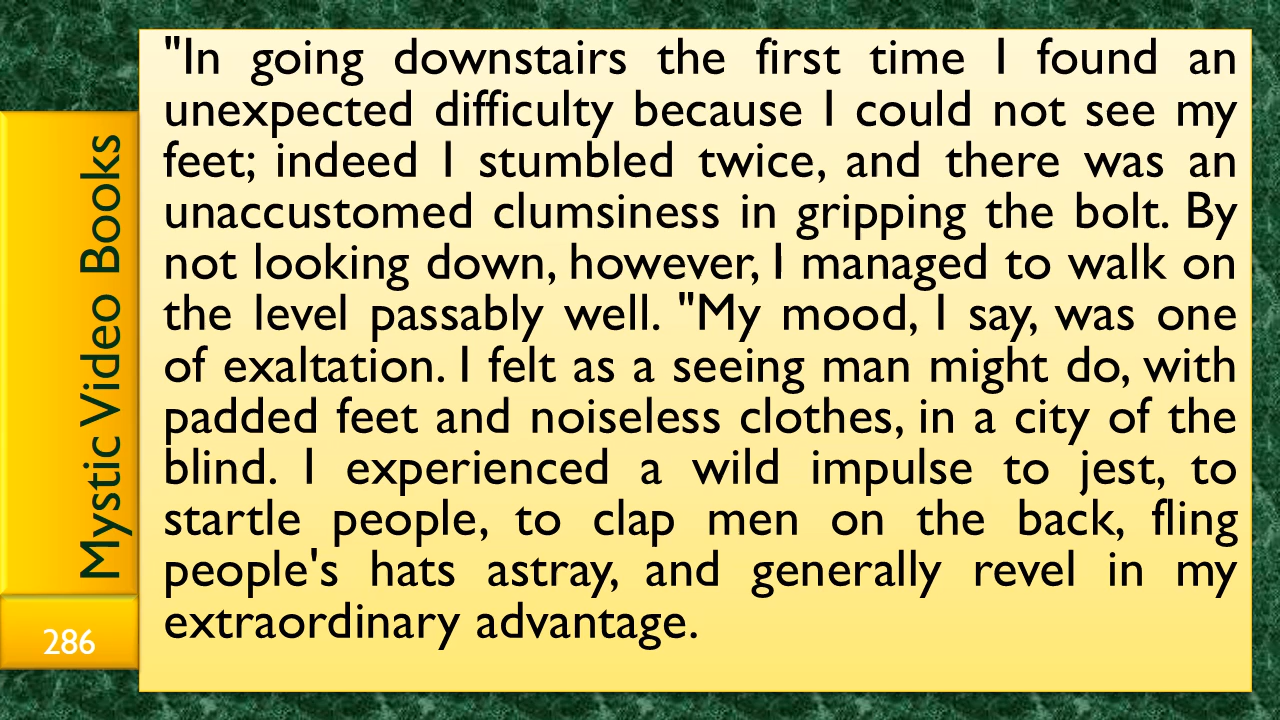 "In going downstairs the first time I found an
unexpected difficulty because I could not see my
feet; indeed I stumbled twice, and there was an
unaccustomed clumsiness in gripping the bolt. By
not looking down, however, I managed to walk on
the level passably well. "My mood, I say, was one
of exaltation. I felt as a seeing man might do, with
padded feet and noiseless clothes, in a city of the
blind. I experienced a wild impulse to jest, to
startle people, to clap men on the back, fling
people's hats astray, and generally revel in my
extraordinary advantage.
Mystic Video Books
286